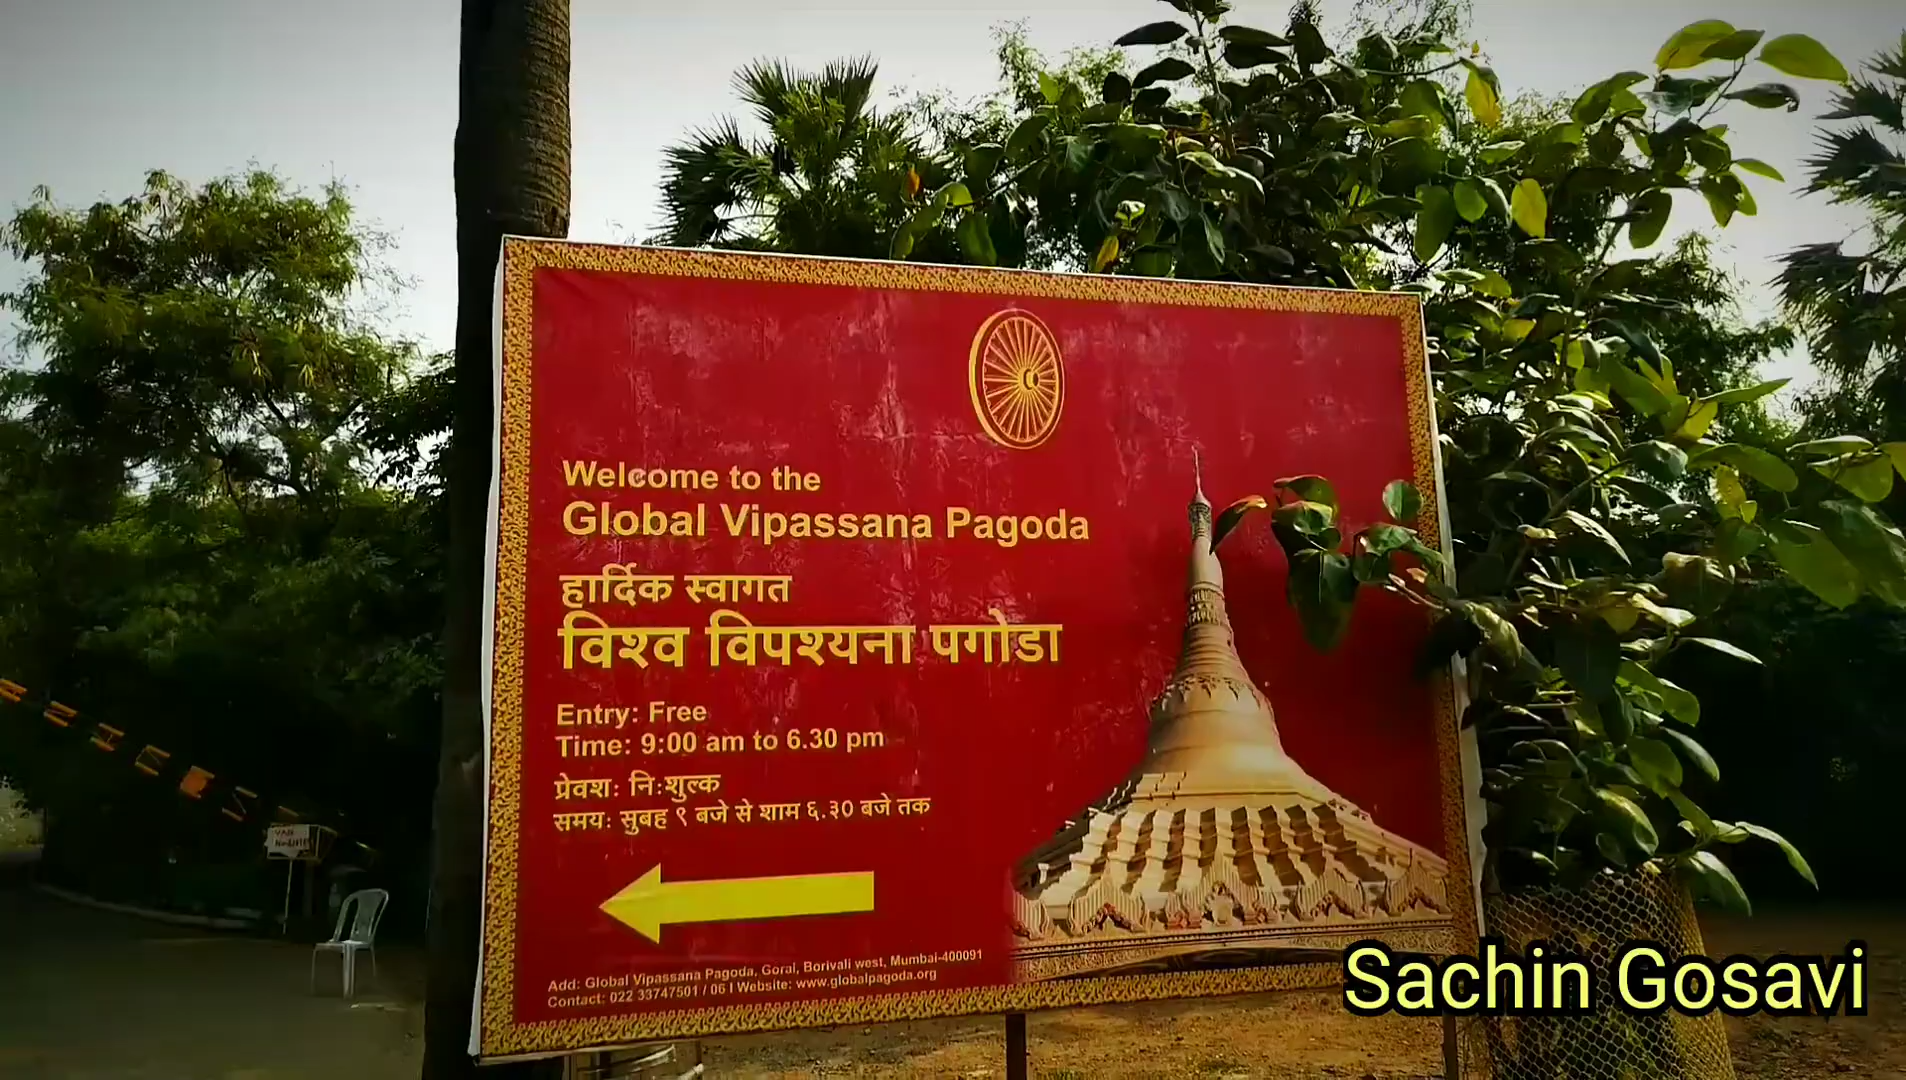 Welcome to the
Global Vipassana Pagoda
हार्दिक स्वागत
विश्व विपश्यना पगोडा
Entry: Free
Time: 9:00 am to 6.30 pm
प्रेवशः निःशुल्क
समयः सुबह ९ बजे से शाम ६.३० बजे तक
Add: Global Vipassana Pagoda, Gorai, Borivali west, Mumbai-400091
Contact: 022 33747501 / 06 I Website: www.globalpagoda.org
Sachin Gosavi